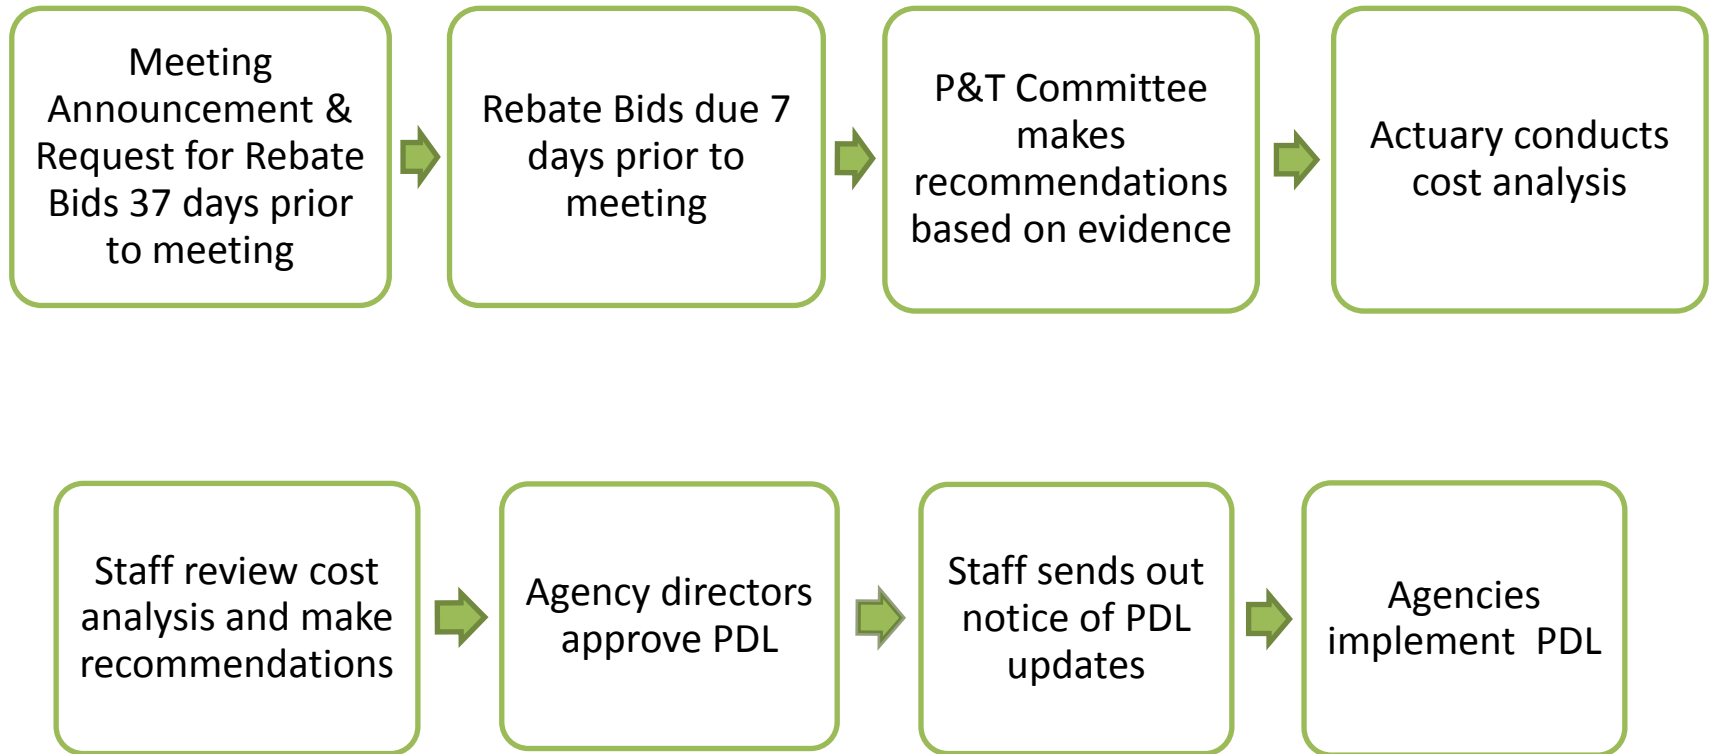 Meeting
Announcement &
Request for Rebate
Bids 37 days prior
to meeting
Rebate Bids due 7
days prior to
meeting
P&T Committee
makes
recommendations
based on evidence
Actuary conducts
cost analysis
Staff review cost
analysis and make
recommendations
Agency directors
approve PDL
Staff sends out
notice of PDL
updates
Agencies
implement  PDL